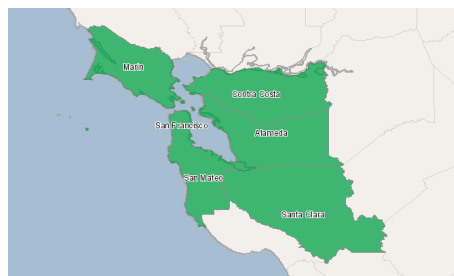 Marin
Contra Costa
San Francisco
Alameda
San Mateo
Santa Clara